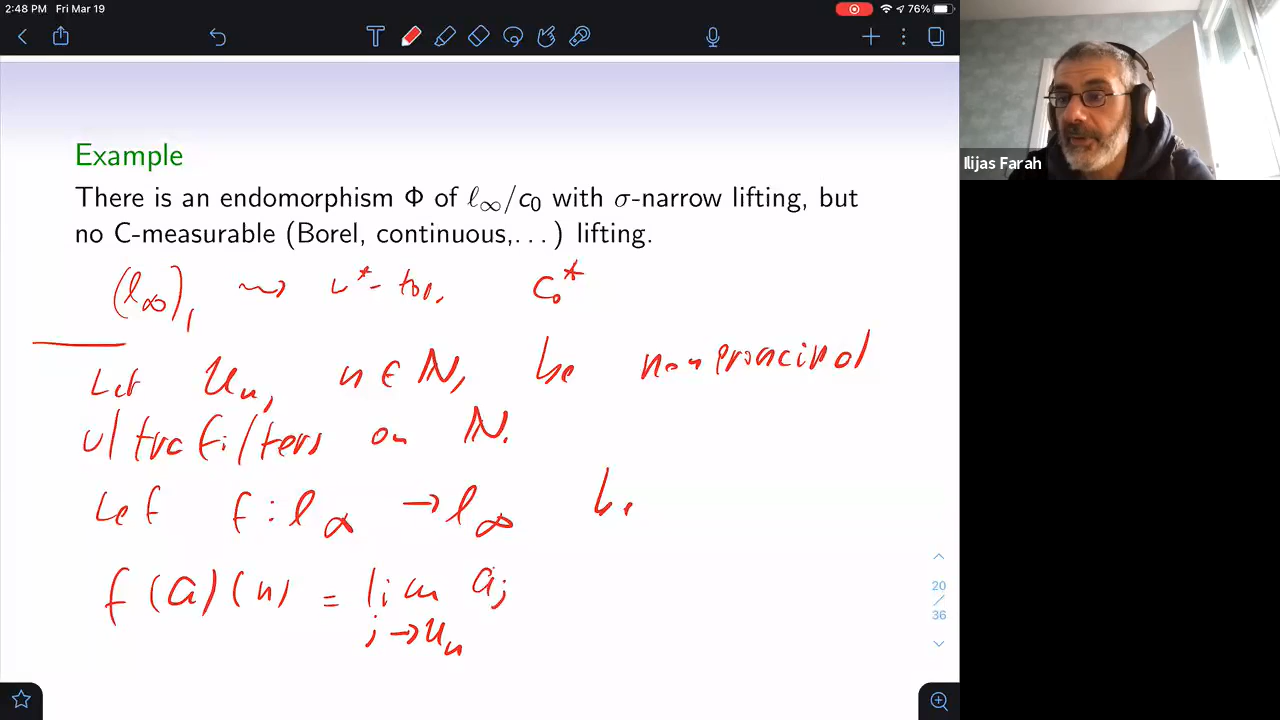 2:48 PM Fri Mar 19
76%
Example
There is an endomorphism Φ of ℓ∞/c₀ with σ-narrow lifting, but
no C-measurable (Borel, continuous,...) lifting.
(ℓ∞)₁ ⇝ w*-top. c₀*
Let Uₙ, n ∈ ℕ, be nonprincipal
ultrafilters on ℕ.
Let f : ℓ∞ → ℓ∞ be
f(a)(n) = lim aⱼ
j → Uₙ
20
/
36
Ilijas Farah